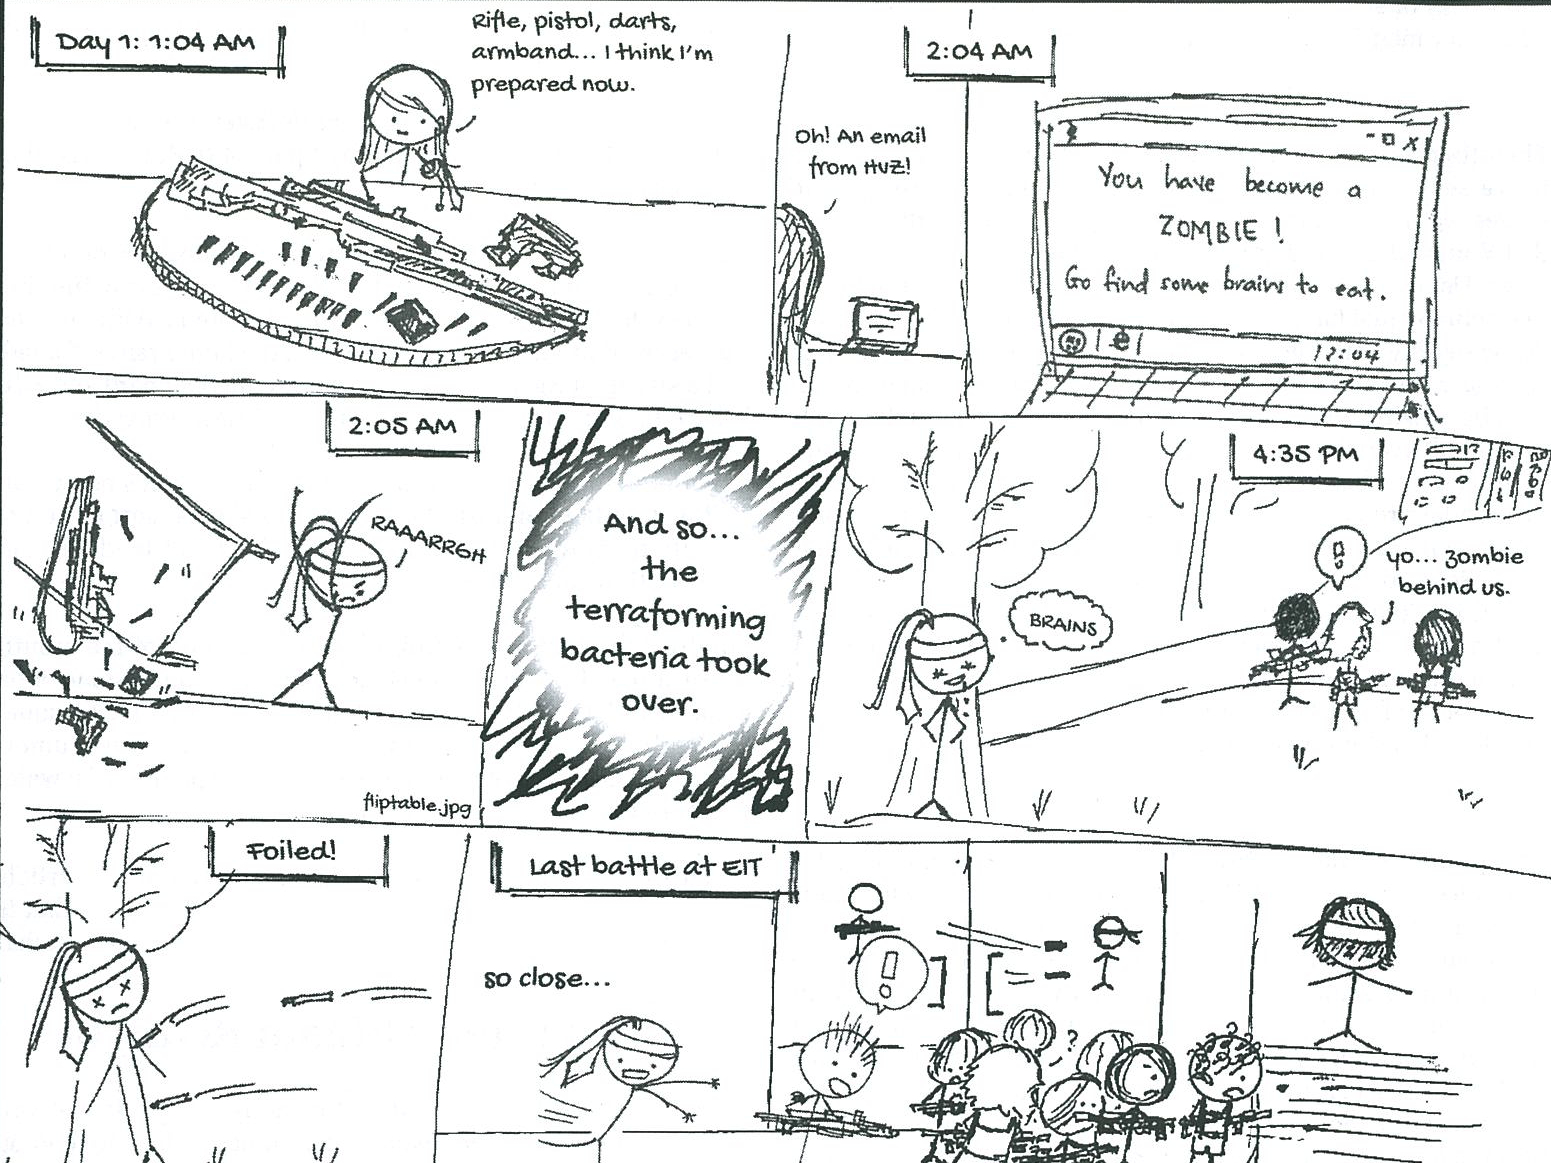 Day 1: 1:04 AM
Rifle, pistol, darts,
armband... I think I'm
prepared now.
2:04 AM
Oh! An email
from HVZ!
You have become a
ZOMBIE!
Go find some brains to eat.
2:05 AM
RAAARRGH
fliptable.jpg
And so...
the
terraforming
bacteria took
over.
4:35 PM
BRAINS
!
yo... zombie
behind us.
Foiled!
Last battle at EIT
so close...
!
?